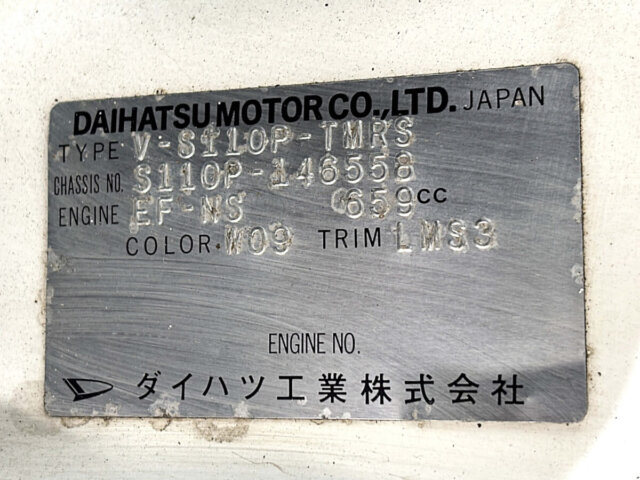 DAIHATSU MOTOR CO.,LTD. JAPAN
TYPE V-S110P-TMRS
CHASSIS NO. S110P-146558
ENGINE EF-NS 659CC
COLOR W09 TRIM LMS3
ENGINE NO.
ダイハツ工業株式会社